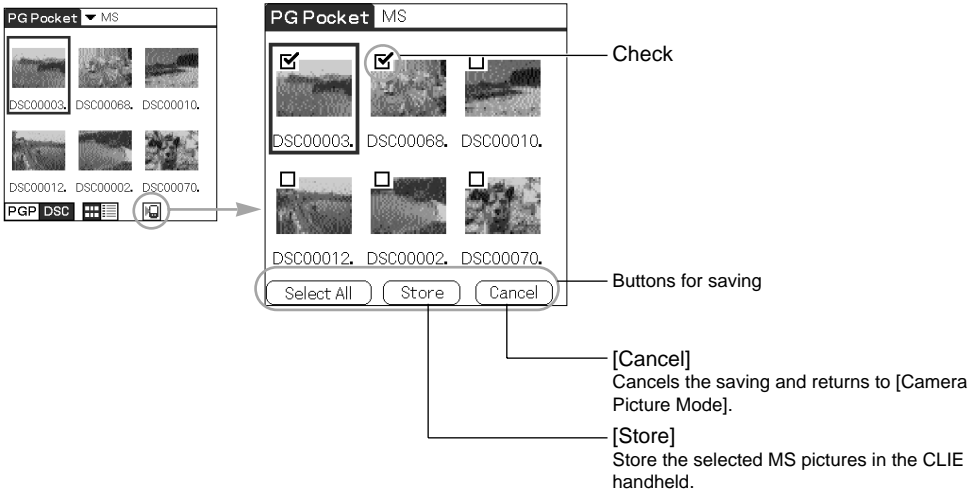 PG Pocket MS
DSC00003. DSC00068. DSC00010.
DSC00012. DSC00002. DSC00070.
PGP DSC
PG Pocket MS
DSC00003. DSC00068. DSC00010.
DSC00012. DSC00002. DSC00070.
Select All Store Cancel
Check
Buttons for saving
[Cancel]
Cancels the saving and returns to [Camera
Picture Mode].
[Store]
Store the selected MS pictures in the CLIE
handheld.